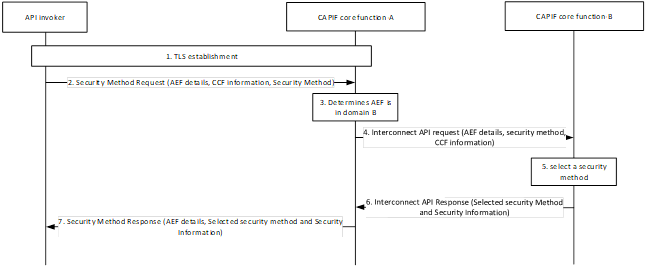 API invoker
CAPIF core function-A
CAPIF core function-B
1. TLS establishment
2. Security Method Request (AEF details, CCF information, Security Method)
3. Determines AEF is
in domain B
4. Interconnect API request (AEF details, security method,
CCF information)
5. select a security
method
6. Interconnect API Response (Selected security Method
and Security Information)
7. Security Method Response (AEF details, Selected security method and Security
Information)